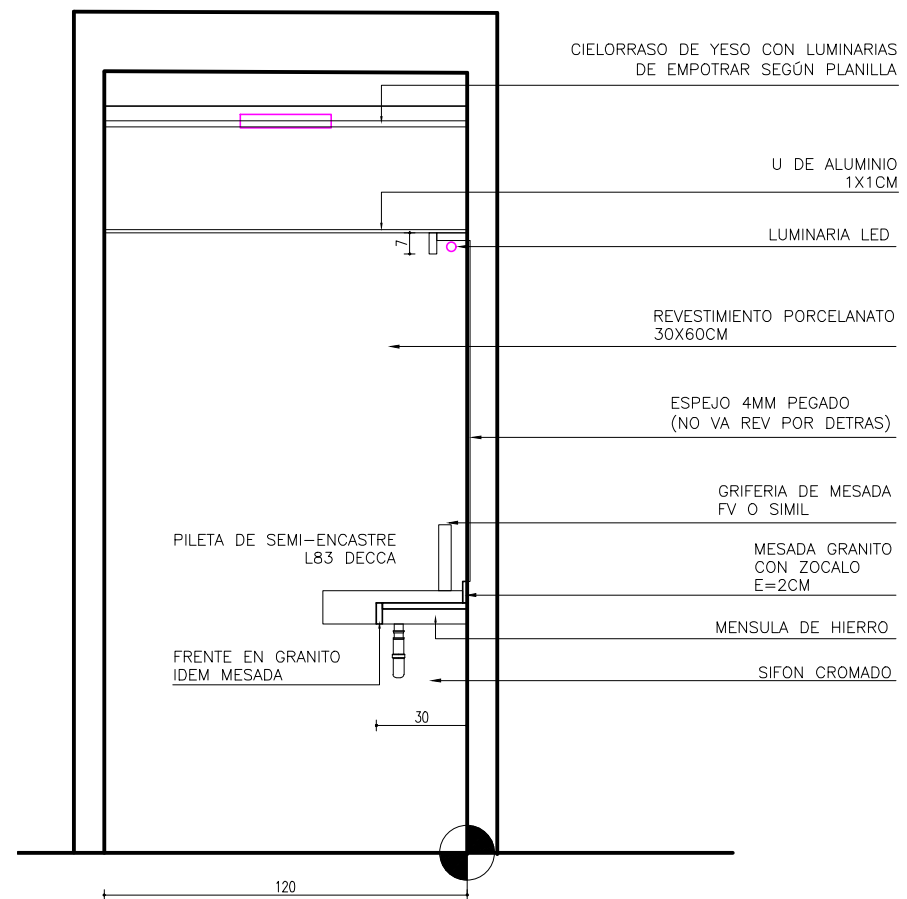 CIELORRASO DE YESO CON LUMINARIAS
DE EMPOTRAR SEGÚN PLANILLA
U DE ALUMINIO
1X1CM
LUMINARIA LED
7
REVESTIMIENTO PORCELANATO
30X60CM
ESPEJO 4MM PEGADO
(NO VA REV POR DETRAS)
GRIFERIA DE MESADA
FV O SIMIL
PILETA DE SEMI-ENCASTRE
L83 DECCA
MESADA GRANITO
CON ZOCALO
E=2CM
MENSULA DE HIERRO
FRENTE EN GRANITO
IDEM MESADA
SIFON CROMADO
30
120